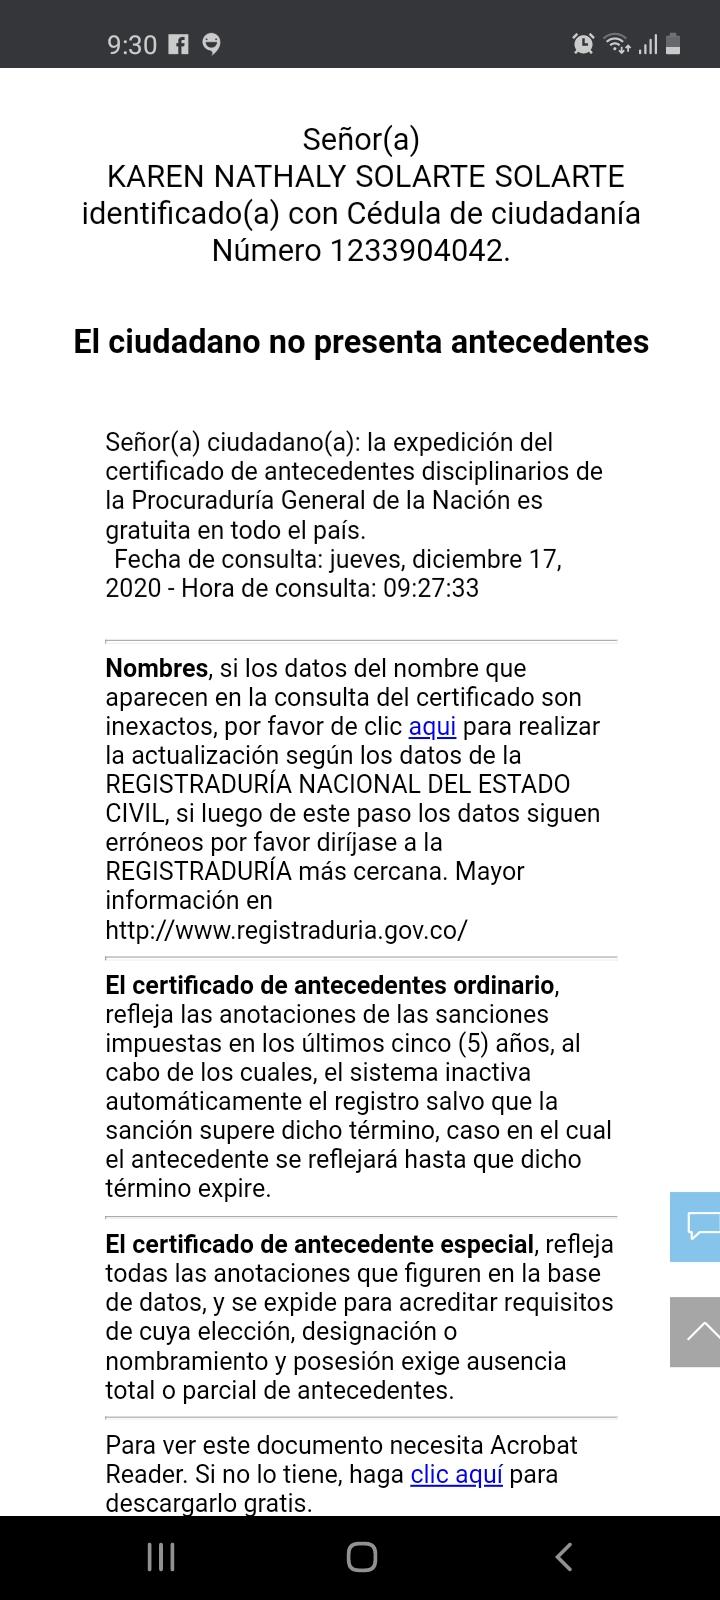 9:30
Señor(a)
KAREN NATHALY SOLARTE SOLARTE
identificado(a) con Cédula de ciudadanía
Número 1233904042.
El ciudadano no presenta antecedentes
Señor(a) ciudadano(a): la expedición del
certificado de antecedentes disciplinarios de
la Procuraduría General de la Nación es
gratuita en todo el país.
Fecha de consulta: jueves, diciembre 17,
2020 - Hora de consulta: 09:27:33
Nombres, si los datos del nombre que
aparecen en la consulta del certificado son
inexactos, por favor de clic aqui para realizar
la actualización según los datos de la
REGISTRADURÍA NACIONAL DEL ESTADO
CIVIL, si luego de este paso los datos siguen
erróneos por favor diríjase a la
REGISTRADURÍA más cercana. Mayor
información en
http://www.registraduria.gov.co/
El certificado de antecedentes ordinario,
refleja las anotaciones de las sanciones
impuestas en los últimos cinco (5) años, al
cabo de los cuales, el sistema inactiva
automáticamente el registro salvo que la
sanción supere dicho término, caso en el cual
el antecedente se reflejará hasta que dicho
término expire.
El certificado de antecedente especial, refleja
todas las anotaciones que figuren en la base
de datos, y se expide para acreditar requisitos
de cuya elección, designación o
nombramiento y posesión exige ausencia
total o parcial de antecedentes.
Para ver este documento necesita Acrobat
Reader. Si no lo tiene, haga clic aquí para
descargarlo gratis.